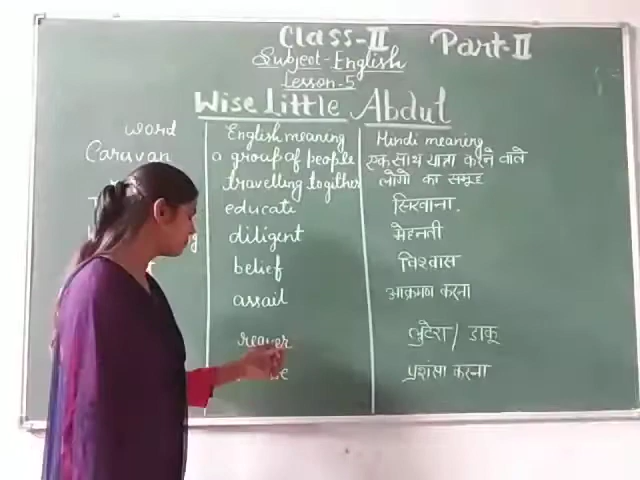 Class-II Part-II
Subject-English
Lesson-5
Wise Little Abdul
word English meaning Hindi meaning
Caravan a group of people एक साथ यात्रा करने वाले
travelling togither लोगो का समूह
educate सिखाना.
diligent मेहनती
belief विश्वास
assail आक्रमण करना
reaver लुटेरा / डाकू
प्रशंसा करना